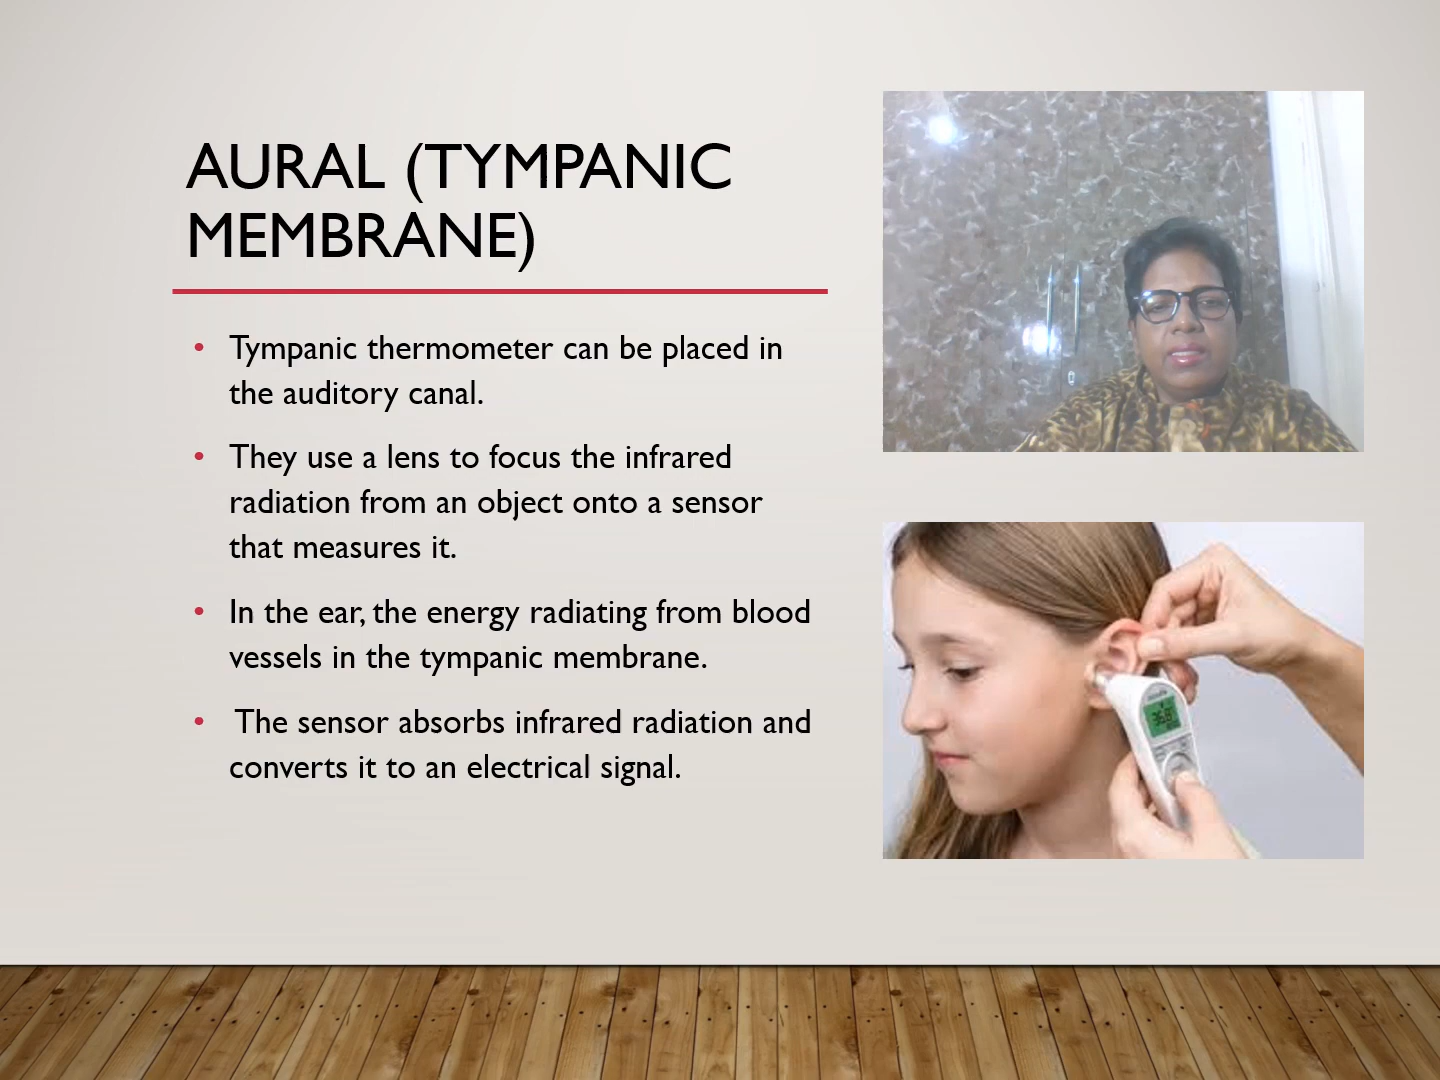 AURAL (TYMPANIC
MEMBRANE)
• Tympanic thermometer can be placed in
the auditory canal.
• They use a lens to focus the infrared
radiation from an object onto a sensor
that measures it.
• In the ear, the energy radiating from blood
vessels in the tympanic membrane.
• The sensor absorbs infrared radiation and
converts it to an electrical signal.